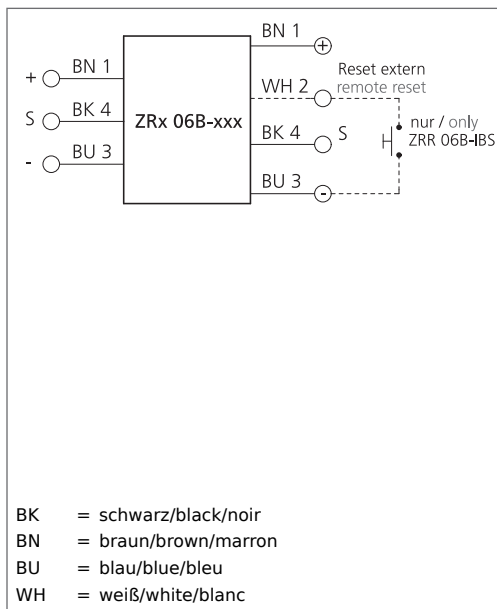 BN 1
+ BN 1
WH 2
Reset extern
remote reset
S BK 4
ZRx 06B-xxx
BK 4 S
nur / only
ZRR 06B-IBS
- BU 3
BU 3 -
BK = schwarz/black/noir
BN = braun/brown/marron
BU = blau/blue/bleu
WH = weiß/white/blanc